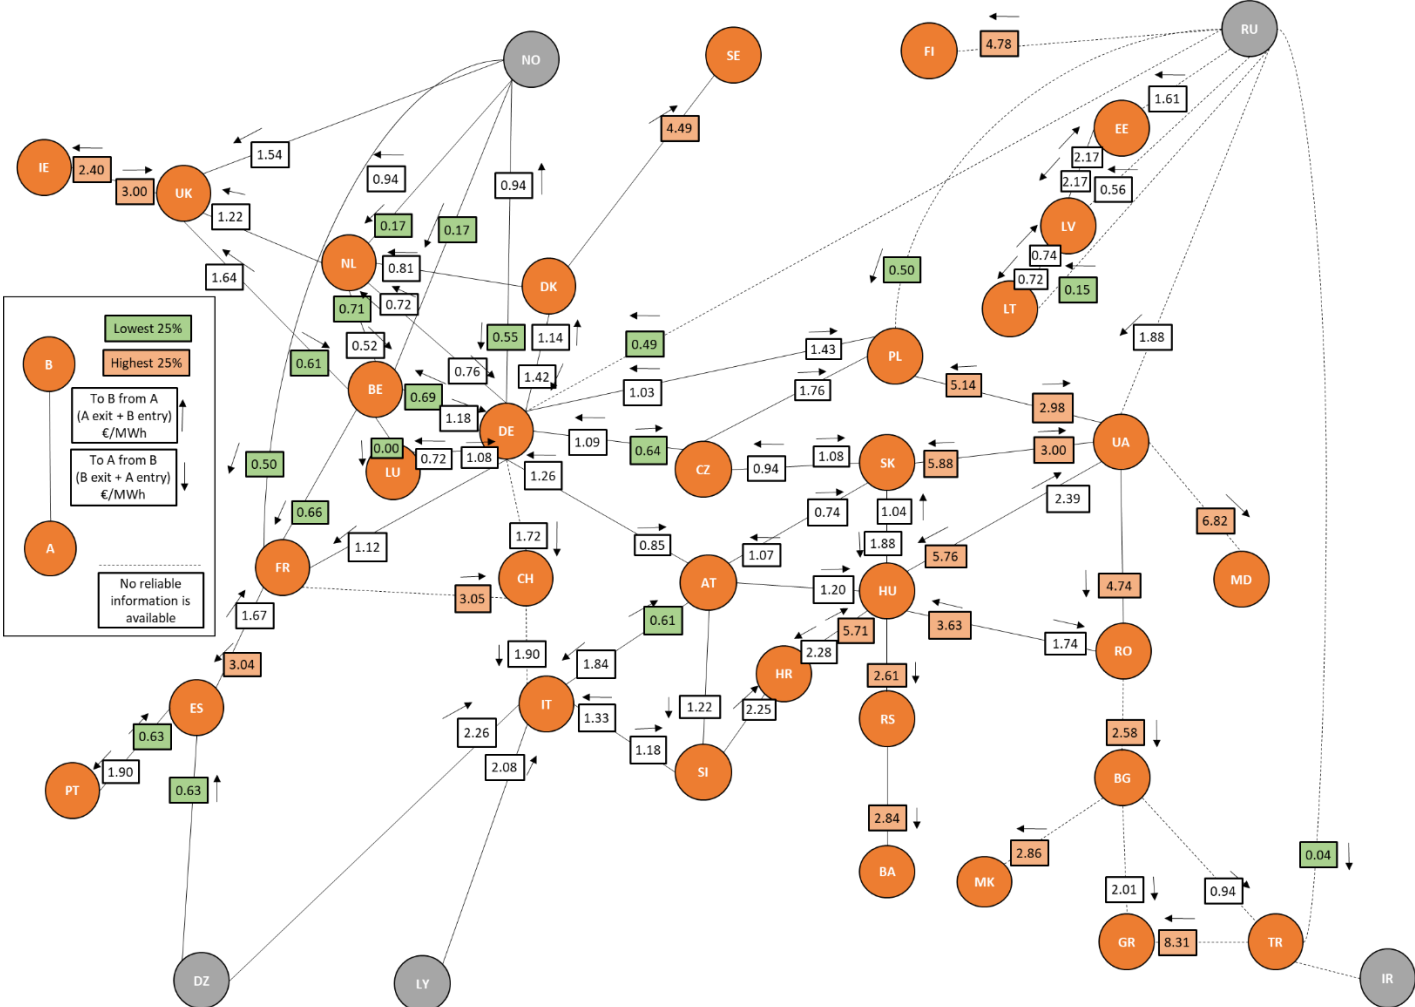 NO
SE
FI
4.78
RU
1.61
4.49
EE
IE
2.40
3.00
UK
1.54
0.94
0.94
2.17
2.17
0.56
1.22
0.17
0.17
LV
NL
0.81
DK
0.74
0.72
0.15
LT
1.64
0.50
0.71
0.72
0.52
0.55
1.14
0.49
1.43
PL
1.88
Lowest 25%
Highest 25%
B
To B from A
(A exit + B entry)
€/MWh
To A from B
(B exit + A entry)
€/MWh
A
No reliable
information is
available
0.61
BE
0.76
1.42
1.03
1.76
5.14
2.98
0.69
1.18
DE
1.09
0.64
UA
0.00
LU
0.72
1.08
1.26
CZ
0.94
1.08
SK
5.88
3.00
0.50
0.66
1.12
1.72
0.85
0.74
1.04
2.39
6.82
1.07
1.88
5.76
FR
CH
3.05
AT
1.20
HU
4.74
MD
1.67
0.61
5.71
3.63
1.74
RO
3.04
1.90
1.84
2.28
HR
2.61
ES
IT
2.25
1.22
RS
0.63
2.26
1.33
1.18
2.58
1.90
PT
0.63
2.08
SI
BG
2.84
2.86
0.04
BA
MK
2.01
0.94
GR
8.31
TR
DZ
LY
IR